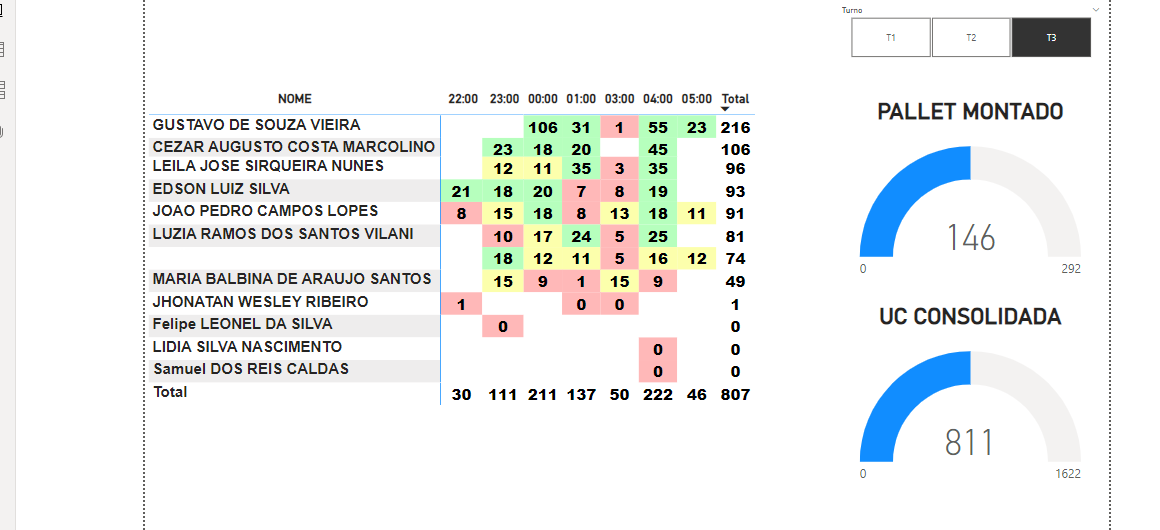 Turno
T1 T2 T3
NOME 22:00 23:00 00:00 01:00 03:00 04:00 05:00 Total
GUSTAVO DE SOUZA VIEIRA 106 31 1 55 23 216
CEZAR AUGUSTO COSTA MARCOLINO 23 18 20 45 106
LEILA JOSE SIRQUEIRA NUNES 12 11 35 3 35 96
EDSON LUIZ SILVA 21 18 20 7 8 19 93
JOAO PEDRO CAMPOS LOPES 8 15 18 8 13 18 11 91
LUZIA RAMOS DOS SANTOS VILANI 10 17 24 5 25 81
18 12 11 5 16 12 74
MARIA BALBINA DE ARAUJO SANTOS 15 9 1 15 9 49
JHONATAN WESLEY RIBEIRO 1 0 0 1
Felipe LEONEL DA SILVA 0 0
LIDIA SILVA NASCIMENTO 0 0
Samuel DOS REIS CALDAS 0 0
Total 30 111 211 137 50 222 46 807
PALLET MONTADO
146
0 292
UC CONSOLIDADA
811
0 1622